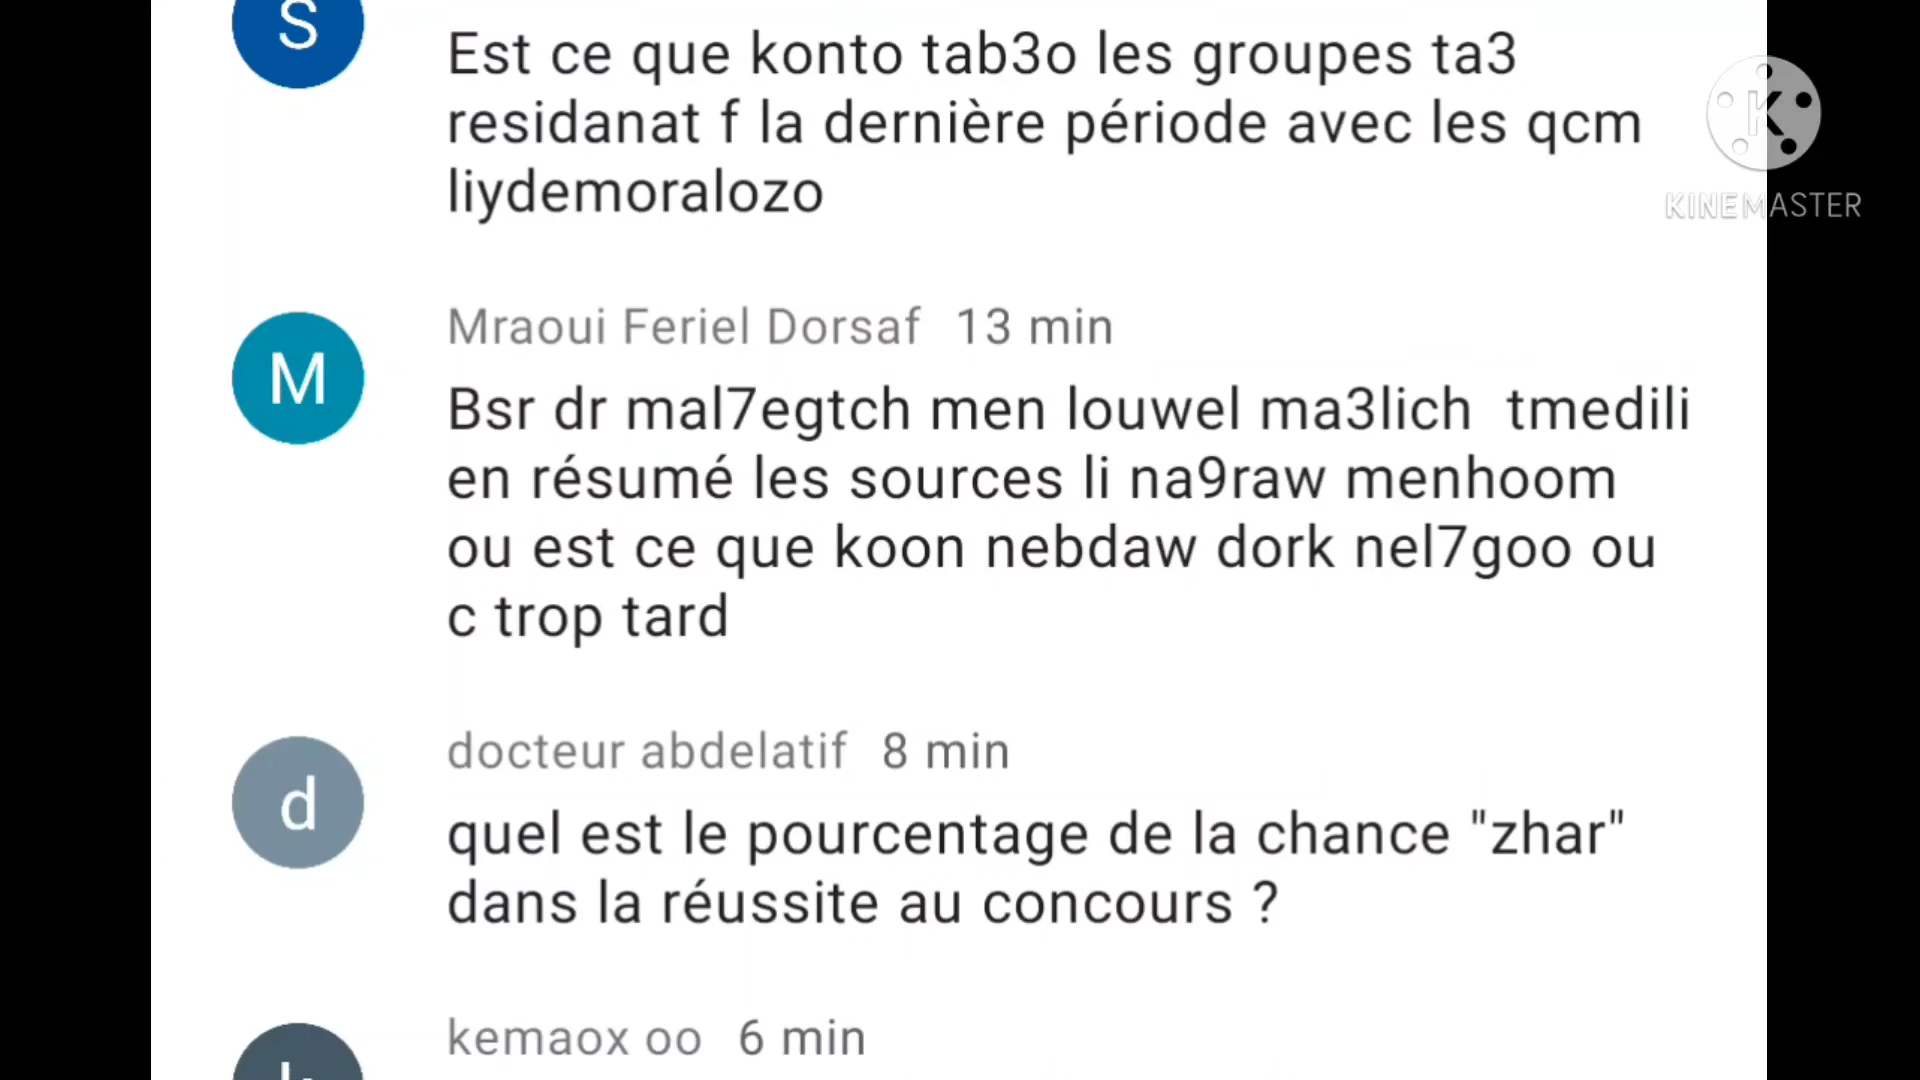 S
Est ce que konto tab3o les groupes ta3
residanat f la dernière période avec les qcm
liydemoralozo
K
KINEMASTER
Mraoui Feriel Dorsaf 13 min
M
Bsr dr mal7egtch men louwel ma3lich tmedili
en résumé les sources li na9raw menhoom
ou est ce que koon nebdaw dork nel7goo ou
c trop tard
docteur abdelatif 8 min
d
quel est le pourcentage de la chance "zhar"
dans la réussite au concours ?
kemaox oo 6 min